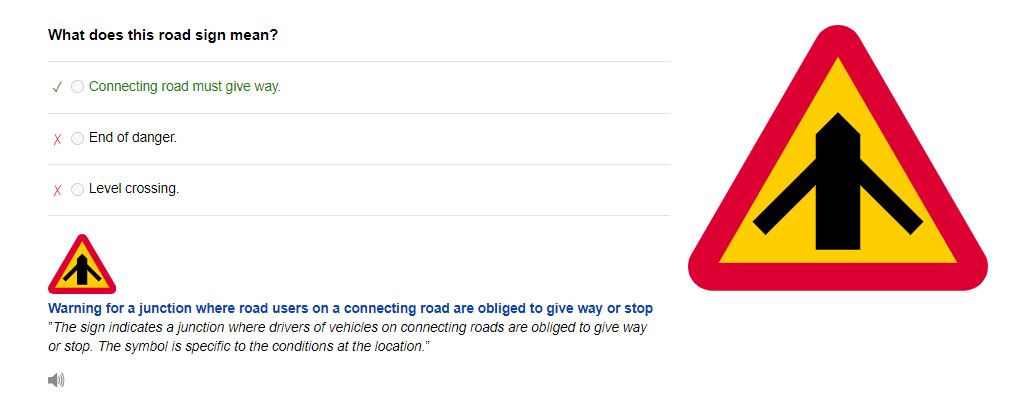 What does this road sign mean?
✓ Connecting road must give way.
✗ End of danger.
✗ Level crossing.
Warning for a junction where road users on a connecting road are obliged to give way or stop
"The sign indicates a junction where drivers of vehicles on connecting roads are obliged to give way
or stop. The symbol is specific to the conditions at the location."